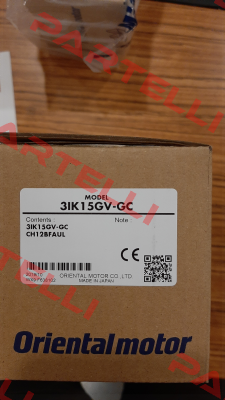 MODEL
3IK15GV-GC
Contents :
Note :
3IK15GV-GC
CH12BFAUL
CE
ORIENTAL MOTOR CO.,LTD.
MADE IN JAPAN
Orientalmotor
PARTELLI